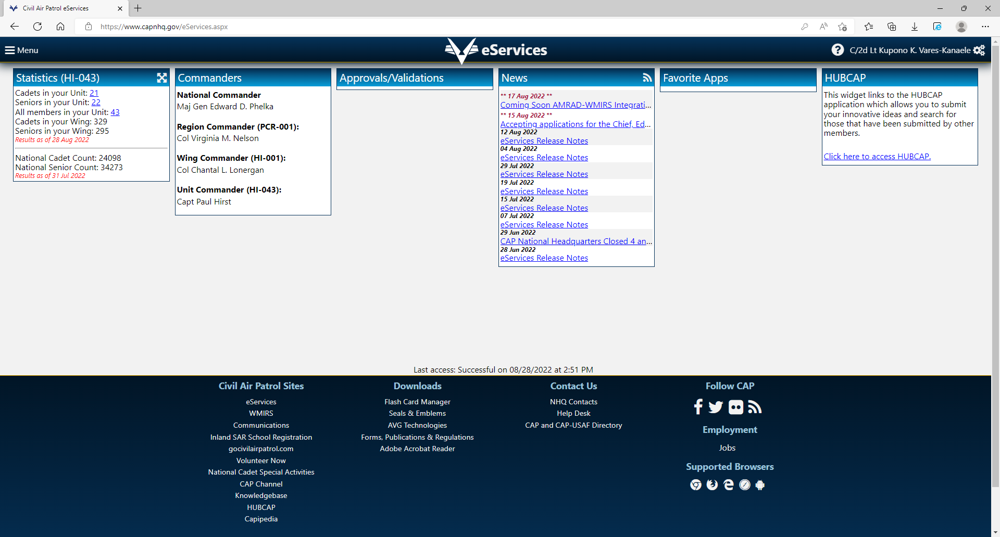 Civil Air Patrol eServices
https://www.capnhq.gov/eServices.aspx
Menu
eServices
C/2d Lt Kupono K. Vares-Kanaele
Statistics (HI-043)
Cadets in your Unit: 21
Seniors in your Unit: 22
All members in your Unit: 43
Cadets in your Wing: 329
Seniors in your Wing: 295
Results as of 28 Aug 2022
National Cadet Count: 24098
National Senior Count: 34273
Results as of 31 Jul 2022
Commanders
National Commander
Maj Gen Edward D. Phelka
Region Commander (PCR-001):
Col Virginia M. Nelson
Wing Commander (HI-001):
Col Chantal L. Lonergan
Unit Commander (HI-043):
Capt Paul Hirst
Approvals/Validations
News
** 17 Aug 2022 **
Coming Soon AMRAD-WMIRS Integrati...
** 15 Aug 2022 **
Accepting applications for the Chief, Ed...
12 Aug 2022
eServices Release Notes
04 Aug 2022
eServices Release Notes
29 Jul 2022
eServices Release Notes
19 Jul 2022
eServices Release Notes
15 Jul 2022
eServices Release Notes
07 Jul 2022
eServices Release Notes
29 Jun 2022
CAP National Headquarters Closed 4 an...
28 Jun 2022
eServices Release Notes
Favorite Apps
HUBCAP
This widget links to the HUBCAP
application which allows you to submit
your innovative ideas and search for
those that have been submitted by other
members.
Click here to access HUBCAP.
Last access: Successful on 08/28/2022 at 2:51 PM
Civil Air Patrol Sites
eServices
WMIRS
Communications
Inland SAR School Registration
gocivilairpatrol.com
Volunteer Now
National Cadet Special Activities
CAP Channel
Knowledgebase
HUBCAP
Capipedia
Downloads
Flash Card Manager
Seals & Emblems
AVG Technologies
Forms, Publications & Regulations
Adobe Acrobat Reader
Contact Us
NHQ Contacts
Help Desk
CAP and CAP-USAF Directory
Follow CAP
Employment
Jobs
Supported Browsers